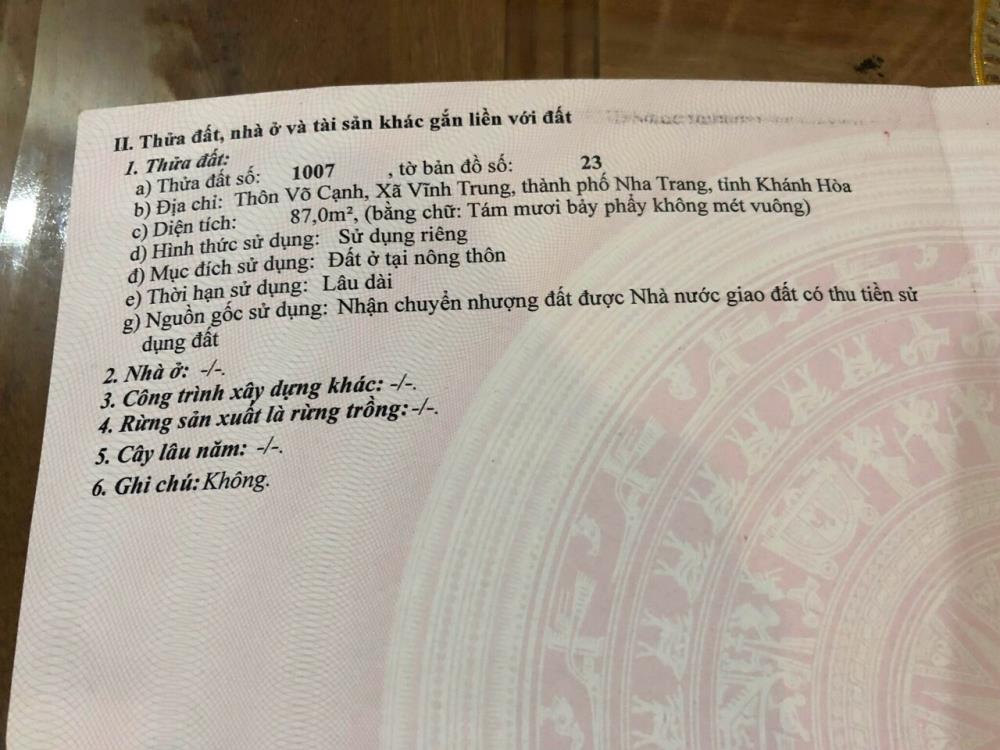 II. Thửa đất, nhà ở và tài sản khác gắn liền với đất
1. Thửa đất:
a) Thửa đất số: 1007 , tờ bản đồ số: 23
b) Địa chỉ: Thôn Võ Cạnh, Xã Vĩnh Trung, thành phố Nha Trang, tỉnh Khánh Hòa
c) Diện tích: 87,0m², (bằng chữ: Tám mươi bảy phẩy không mét vuông)
d) Hình thức sử dụng: Sử dụng riêng
đ) Mục đích sử dụng: Đất ở tại nông thôn
e) Thời hạn sử dụng: Lâu dài
g) Nguồn gốc sử dụng: Nhận chuyển nhượng đất được Nhà nước giao đất có thu tiền sử
dụng đất
2. Nhà ở: -/-.
3. Công trình xây dựng khác: -/-.
4. Rừng sản xuất là rừng trồng: -/-.
5. Cây lâu năm: -/-.
6. Ghi chú: Không.